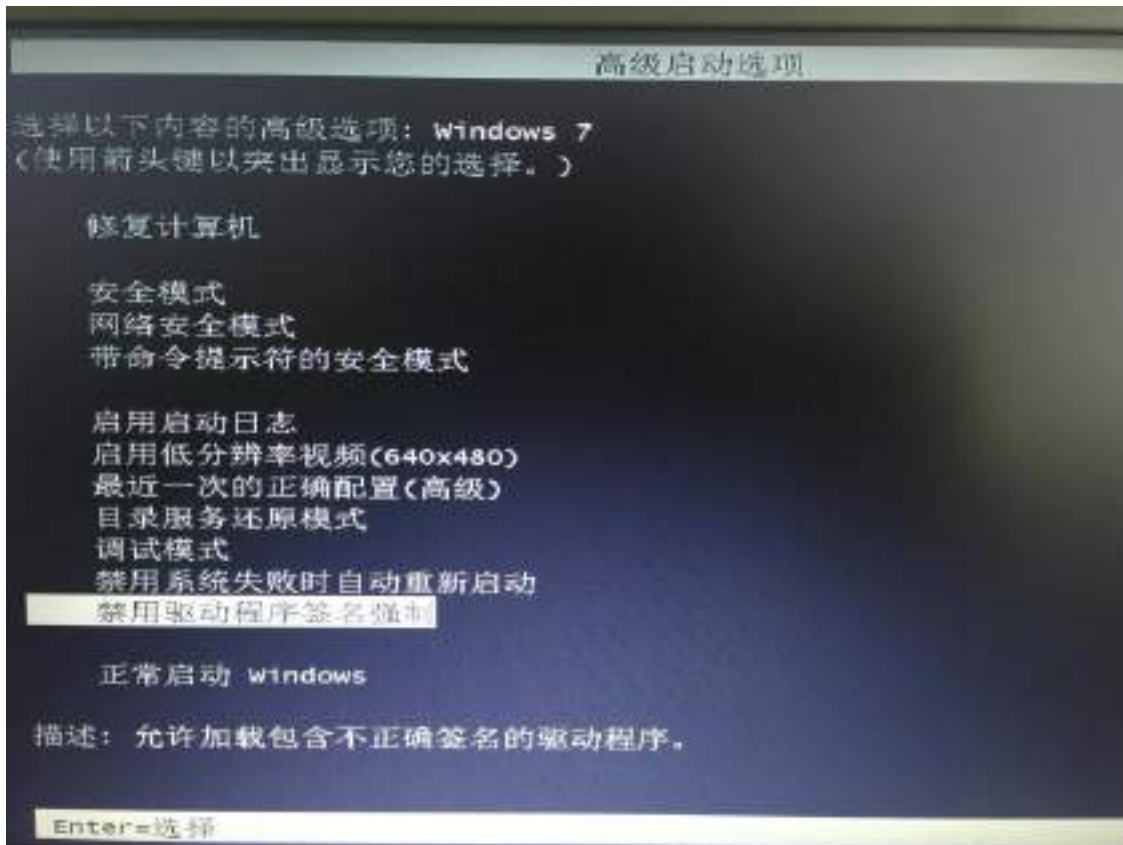 高级启动选项
选择以下内容的高级选项: Windows 7
(使用箭头键以突出显示您的选择。)
修复计算机
安全模式
网络安全模式
带命令提示符的安全模式
启用启动日志
启用低分辨率视频(640x480)
最近一次的正确配置(高级)
目录服务还原模式
调试模式
禁用系统失败时自动重新启动
禁用驱动程序签名强制
正常启动 Windows
描述: 允许加载包含不正确签名的驱动程序。
Enter=选择